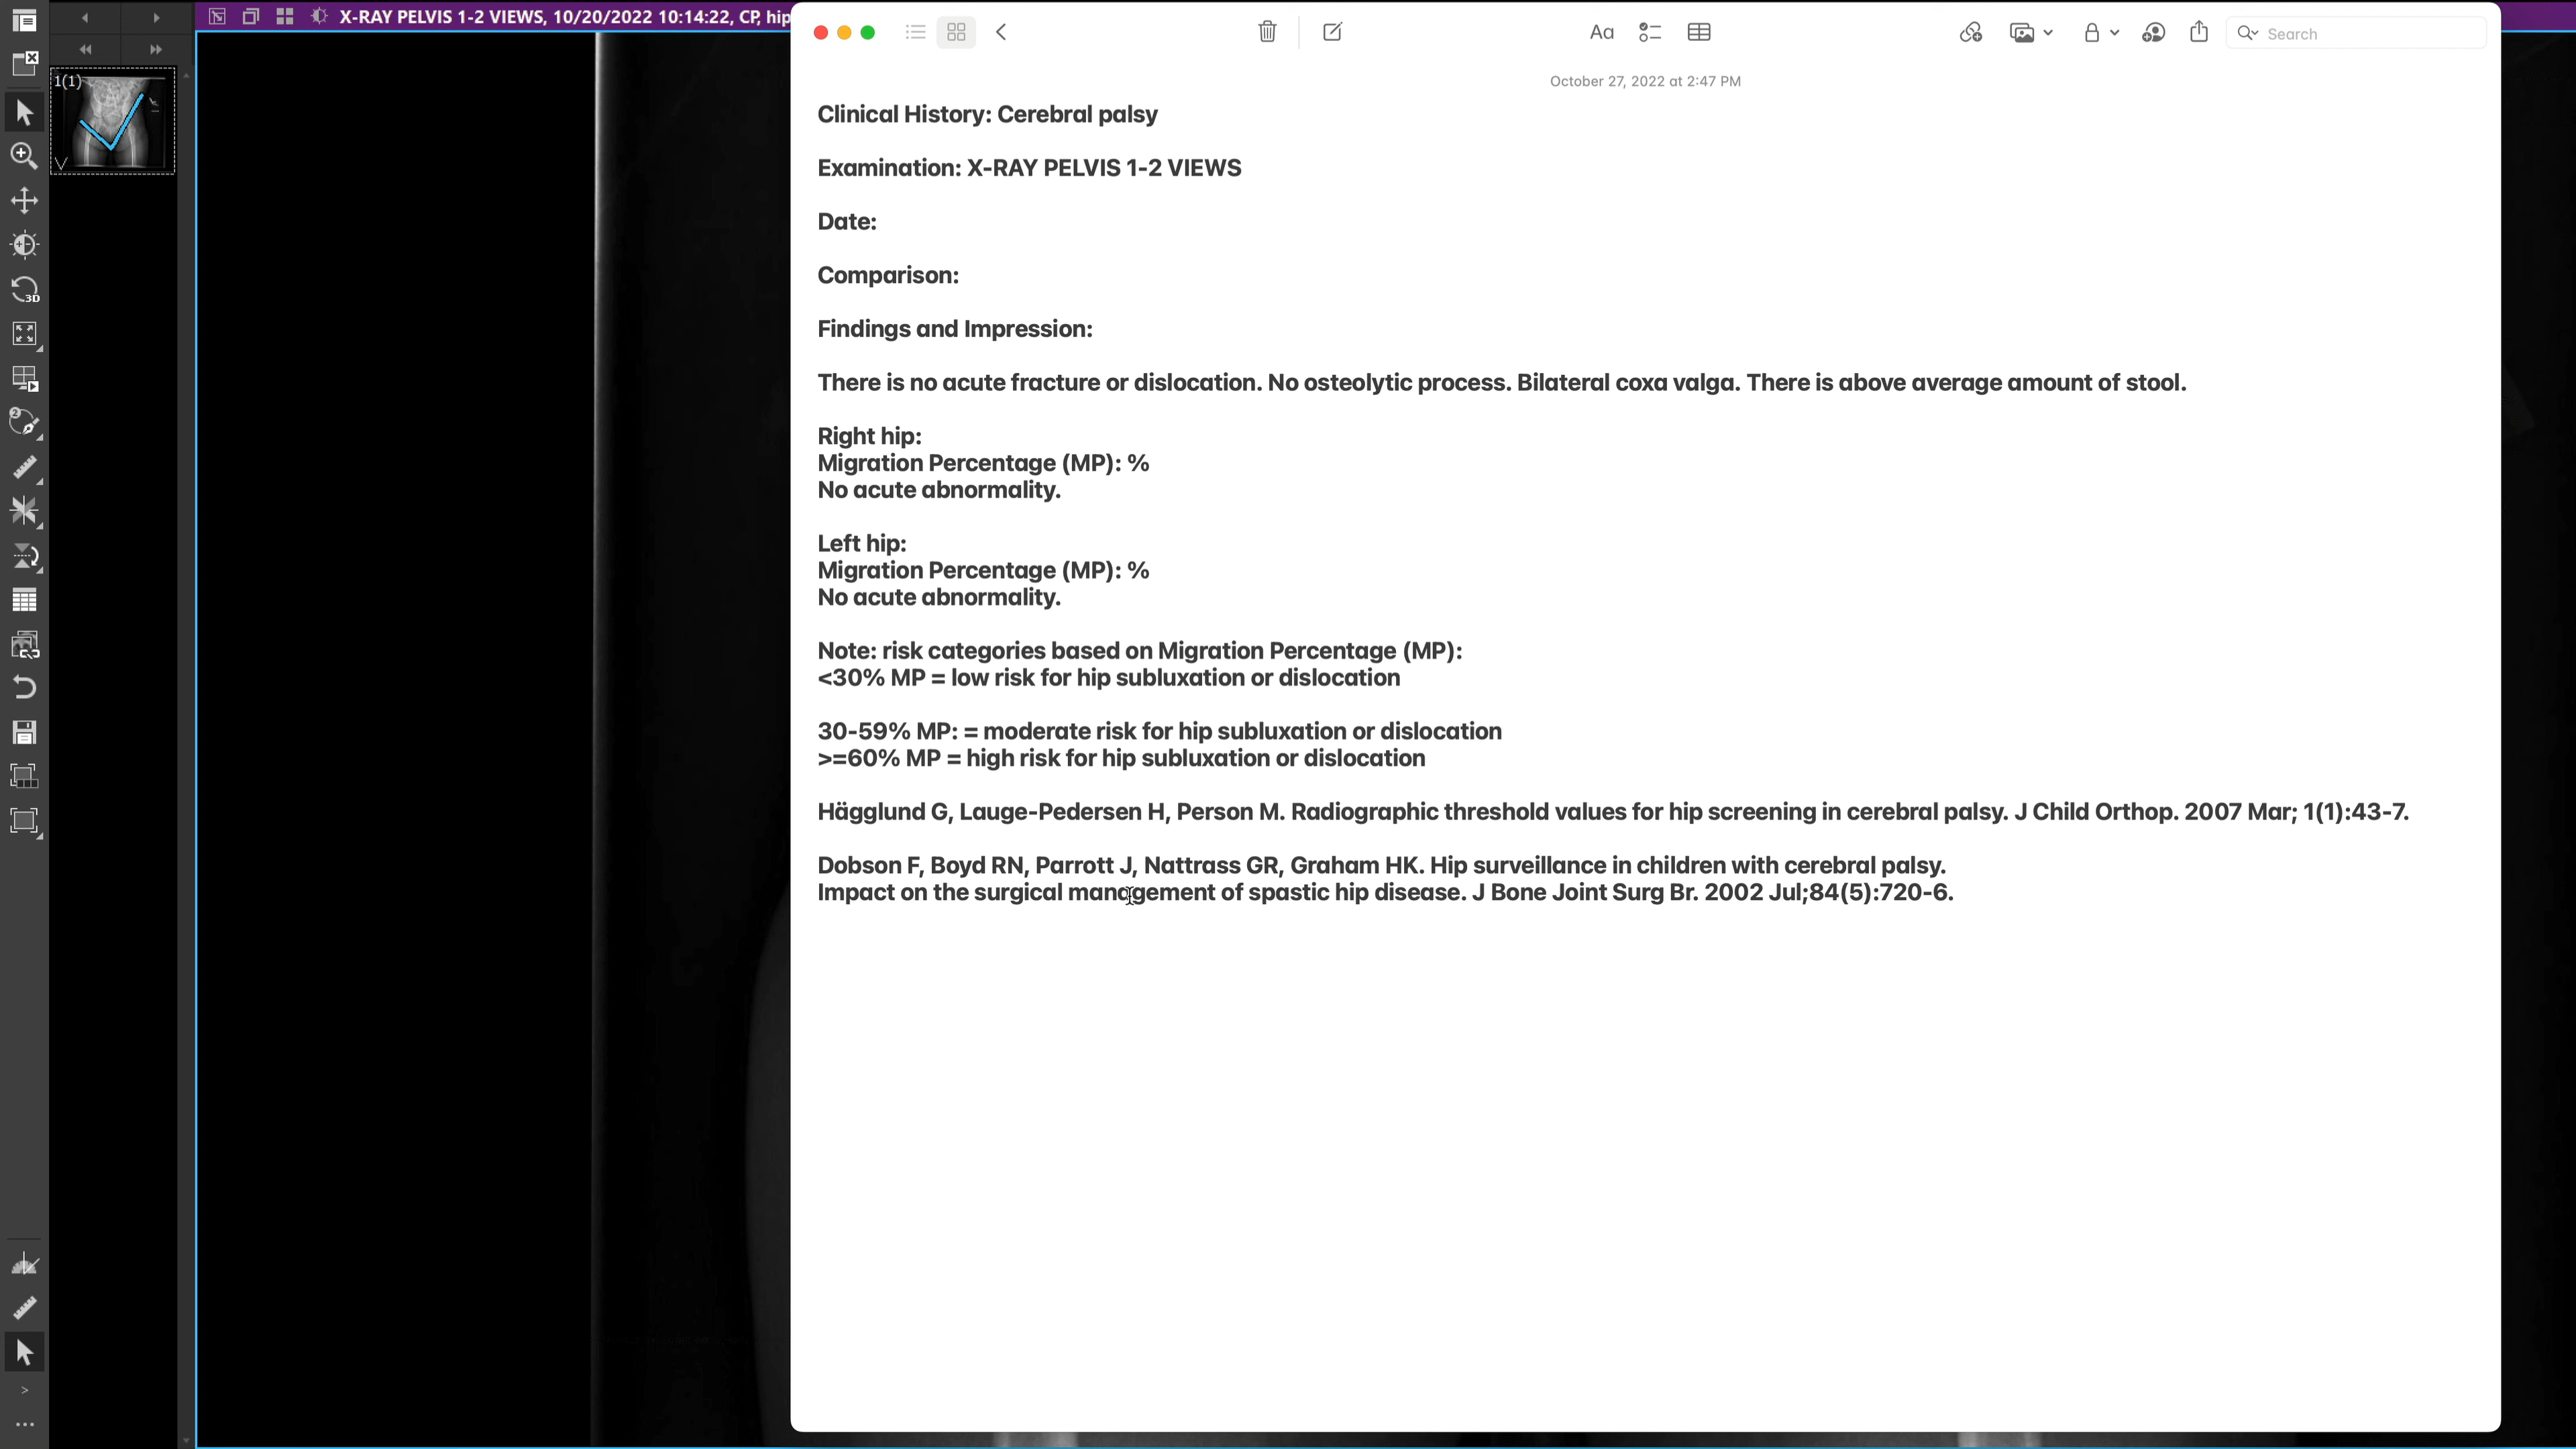 X-RAY PELVIS 1-2 VIEWS, 10/20/2022 10:14:22, CP, hip
1(1)
3D
2
Aa
Search
October 27, 2022 at 2:47 PM
Clinical History: Cerebral palsy
Examination: X-RAY PELVIS 1-2 VIEWS
Date:
Comparison:
Findings and Impression:
There is no acute fracture or dislocation. No osteolytic process. Bilateral coxa valga. There is above average amount of stool.
Right hip:
Migration Percentage (MP): %
No acute abnormality.
Left hip:
Migration Percentage (MP): %
No acute abnormality.
Note: risk categories based on Migration Percentage (MP):
<30% MP = low risk for hip subluxation or dislocation
30-59% MP: = moderate risk for hip subluxation or dislocation
>=60% MP = high risk for hip subluxation or dislocation
Hägglund G, Lauge-Pedersen H, Person M. Radiographic threshold values for hip screening in cerebral palsy. J Child Orthop. 2007 Mar; 1(1):43-7.
Dobson F, Boyd RN, Parrott J, Nattrass GR, Graham HK. Hip surveillance in children with cerebral palsy.
Impact on the surgical management of spastic hip disease. J Bone Joint Surg Br. 2002 Jul;84(5):720-6.